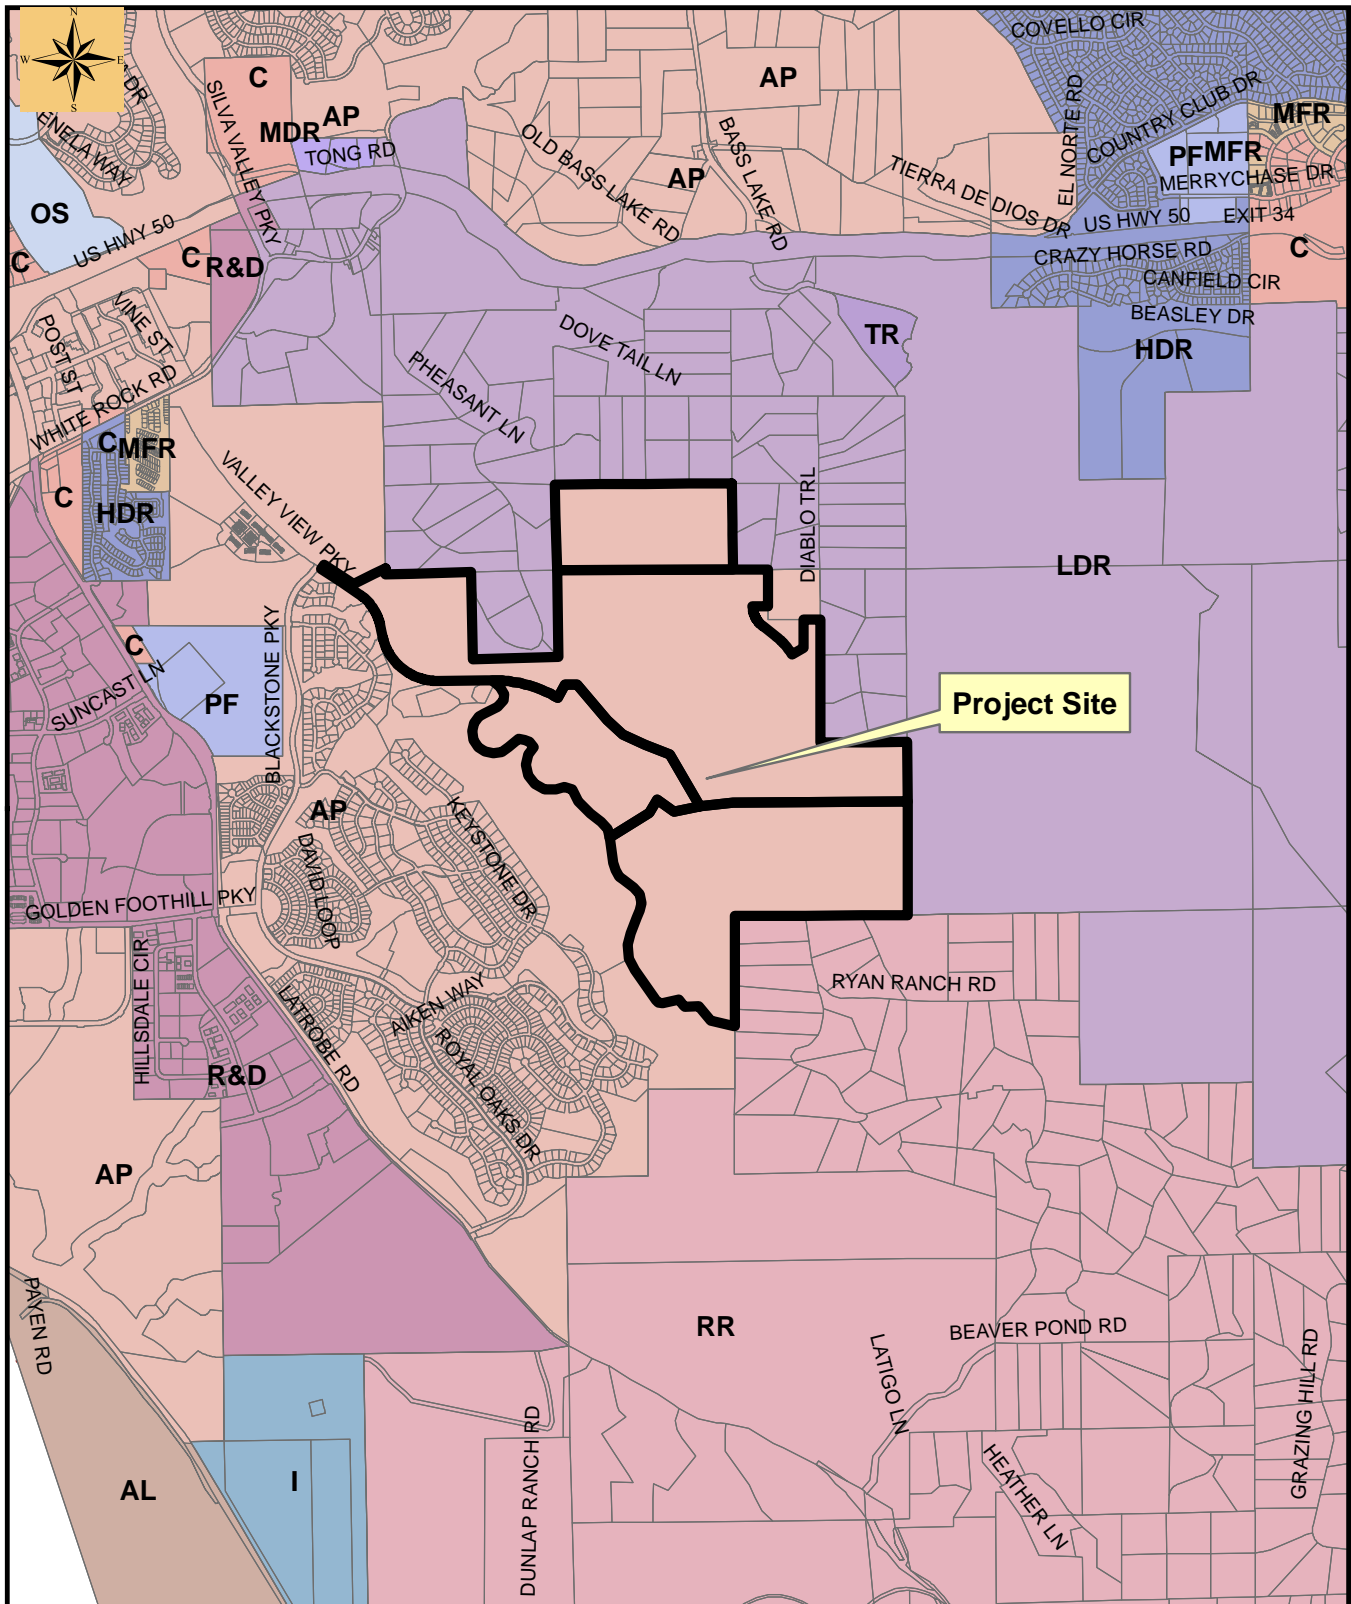 N
W
E
S
COVELLO CIR
DR
C
AP
SILVA VALLEY PKY
AP
MDR
TONG RD
ENELA WAY
OLD BASS LAKE RD
BASS LAKE RD
AP
EL NORTE RD
COUNTRY CLUB DR
MFR
PF
MFR
MERRYCHASE DR
TIERRA DE DIOS DR
OS
US HWY 50
US HWY 50
EXIT 34
C
C
R&D
C
CRAZY HORSE RD
CANFIELD CIR
BEASLEY DR
HDR
VINE ST
POST ST
DOVE TAIL LN
TR
PHEASANT LN
WHITE ROCK RD
C
MFR
VALLEY VIEW PKY
C
HDR
DIABLO TRL
LDR
BLACKSTONE PKY
C
SUNCAST LN
PF
Project Site
AP
KEYSTONE DR
DAVID LOOP
GOLDEN FOOTHILL PKY
HILLSDALE CIR
LATROBE RD
AIKEN WAY
RYAN RANCH RD
ROYAL OAKS DR
R&D
AP
PAYEN RD
RR
BEAVER POND RD
LATIGO LN
GRAZING HILL RD
DUNLAP RANCH RD
HEATHER LN
AL
I